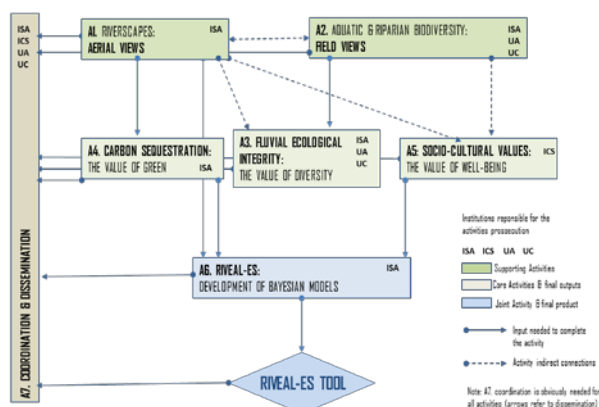 ISA
ICS
UA
UC
A7. COORDINATION & DISSEMINATION
A1. RIVERSCAPES: ISA
AERIAL VIEWS
A2. AQUATIC & RIPARIAN BIODIVERSITY: ISA
FIELD VIEWS UA
UC
A4. CARBON SEQUESTRATION:
THE VALUE OF GREEN ISA
A3. FLUVIAL ECOLOGICAL ISA
INTEGRITY: UA
THE VALUE OF DIVERSITY UC
A5: SOCIO-CULTURAL VALUES: ICS
THE VALUE OF WELL-BEING
A6. RIVEAL-ES: ISA
DEVELOPMENT OF BAYESIAN MODELS
RIVEAL-ES TOOL
Institutions reponsible for the
activities prossecution
ISA ICS UA UC
Supporting Activities
Core Activities & final outputs
Joint Activity & final product
Input needed to complete
the activity
Activity indirect connections
Note: A7. coordination is obviously needed for
all activities (arrows refer to dissemination)